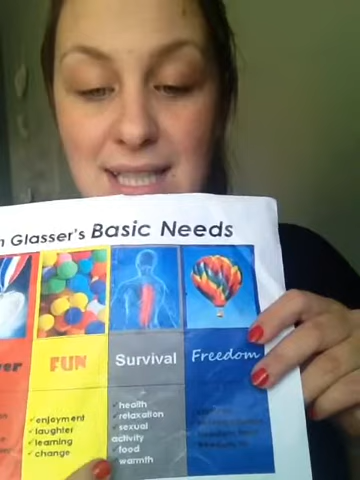 n Glasser's Basic Needs
er
FUN
Survival
Freedom
enjoyment
laughter
learning
change
health
relaxation
sexual
activity
food
warmth